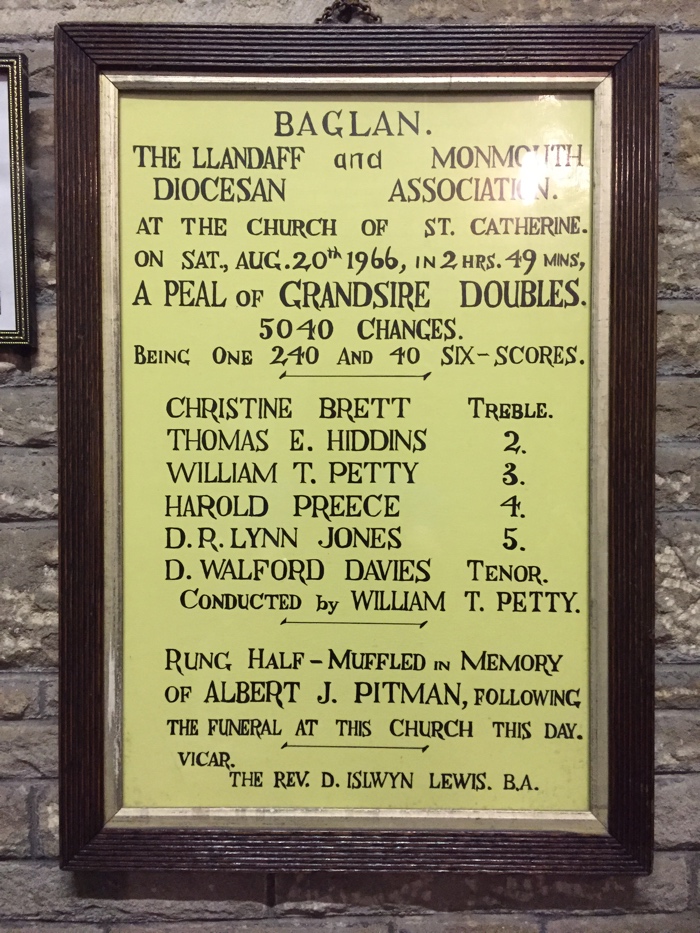 BAGLAN.
THE LLANDAFF and MONMOUTH
DIOCESAN ASSOCIATION.
AT THE CHURCH OF ST. CATHERINE.
ON SAT., AUG. 20th 1966, IN 2 HRS. 49 MINS,
A PEAL OF GRANDSIRE DOUBLES.
5040 CHANGES.
BEING ONE 240 AND 40 SIX-SCORES.
CHRISTINE BRETT TREBLE.
THOMAS E. HIDDINS 2.
WILLIAM T. PETTY 3.
HAROLD PREECE 4.
D.R. LYNN JONES 5.
D. WALFORD DAVIES TENOR.
CONDUCTED by WILLIAM T. PETTY.
RUNG HALF-MUFFLED IN MEMORY
OF ALBERT J. PITMAN, FOLLOWING
THE FUNERAL AT THIS CHURCH THIS DAY.
VICAR.
THE REV. D. ISLWYN LEWIS. B.A.